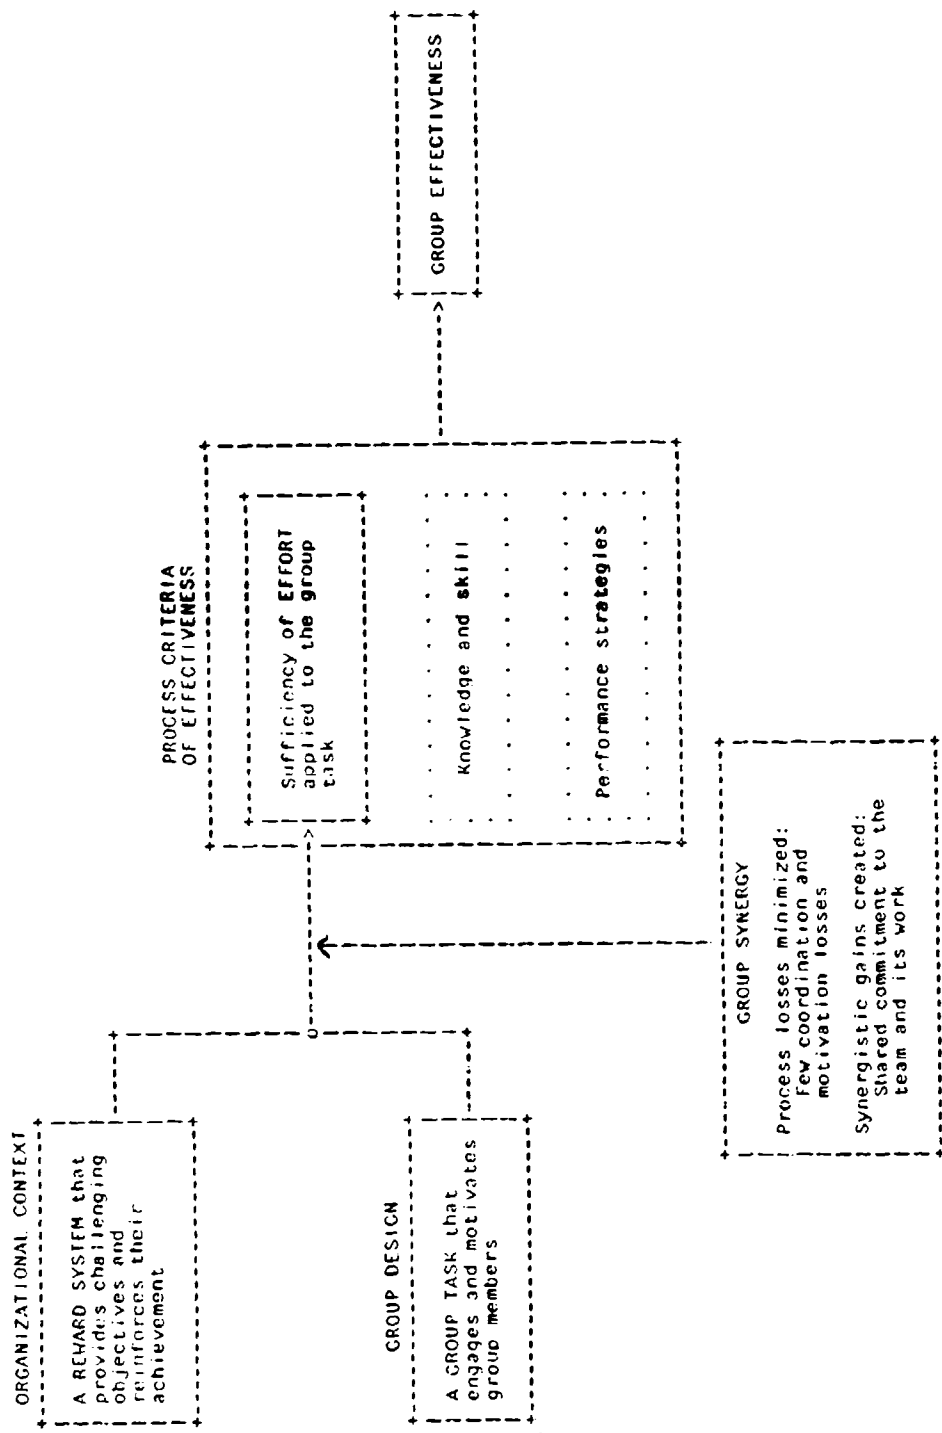 ORGANIZATIONAL CONTEXT
A REWARD SYSTEM that
provides challenging
objectives and
reinforces their
achievement
GROUP DESIGN
A GROUP TASK that
engages and motivates
group members
PROCESS CRITERIA
OF EFFECTIVENESS
Sufficiency of EFFORT
applied to the group
task
Knowledge and skill
Performance strategies
GROUP SYNERGY
Process losses minimized:
Few coordination and
motivation losses
Synergistic gains created:
Shared commitment to the
team and its work
GROUP EFFECTIVENESS